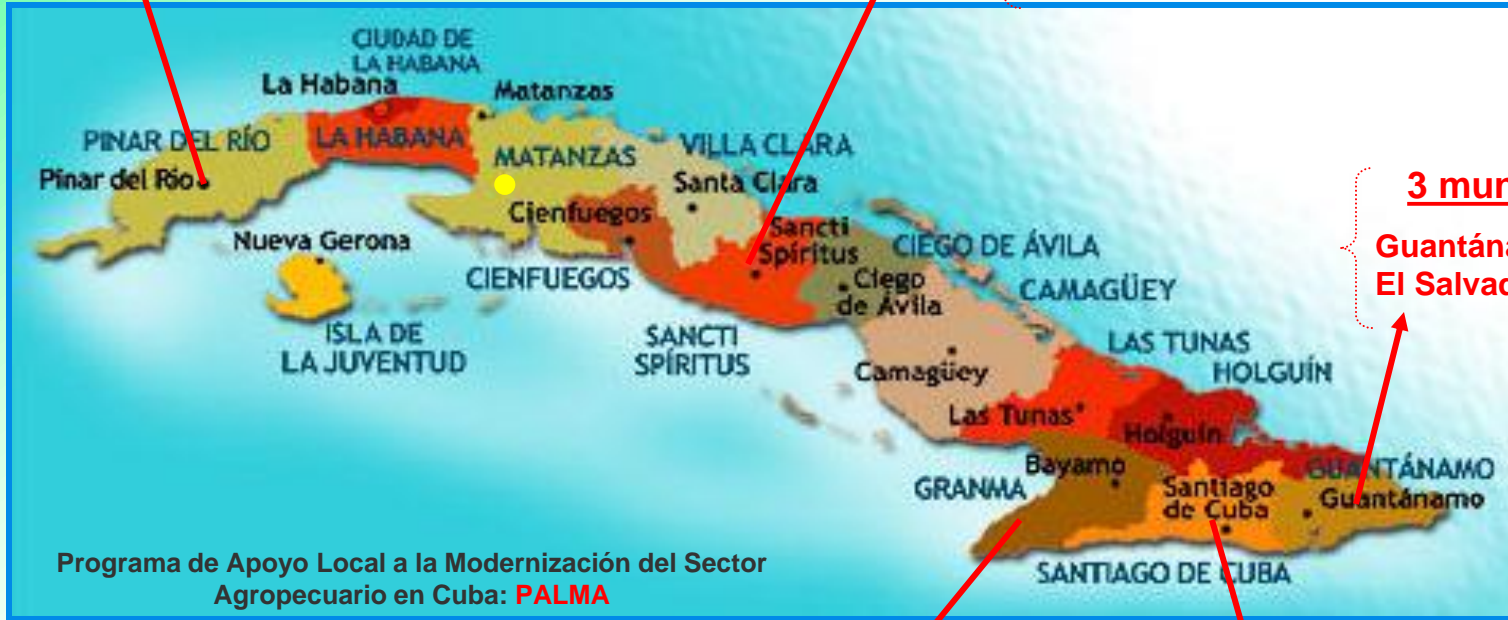 CIUDAD DE
LA HABANA
La Habana
Matanzas
PINAR DEL RÍO
LA HABANA
MATANZAS
VILLA CLARA
Pinar del Río
Santa Clara
Cienfuegos
Sancti
Spíritus
CIEGO DE ÁVILA
Nueva Gerona
CIENFUEGOS
Ciego
de Ávila
CAMAGÜEY
ISLA DE
LA JUVENTUD
SANCTI
SPÍRITUS
Camagüey
LAS TUNAS
HOLGUÍN
Las Tunas
Holguín
Bayamo
GRANMA
Santiago
de Cuba
GUANTÁNAMO
Guantánamo
SANTIAGO DE CUBA
3 mun
Guantána
El Salvad
Programa de Apoyo Local a la Modernización del Sector
Agropecuario en Cuba: PALMA